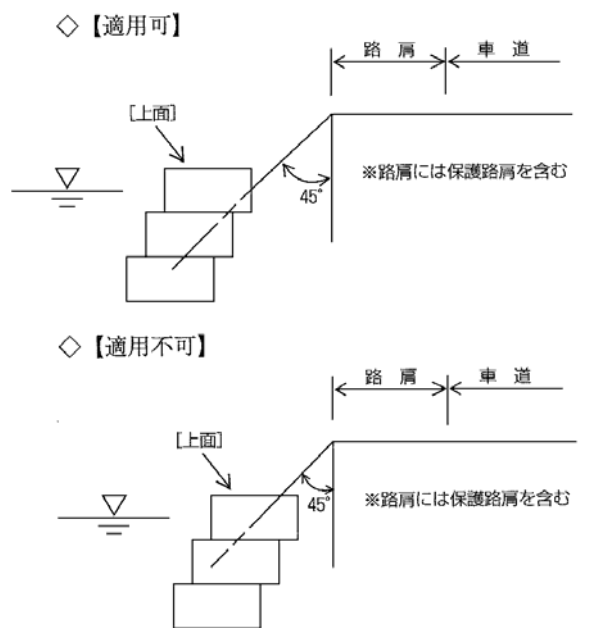 ◇【適用可】
路肩 車道
[上面]
※路肩には保護路肩を含む
45°
◇【適用不可】
路肩 車道
[上面]
※路肩には保護路肩を含む
45°